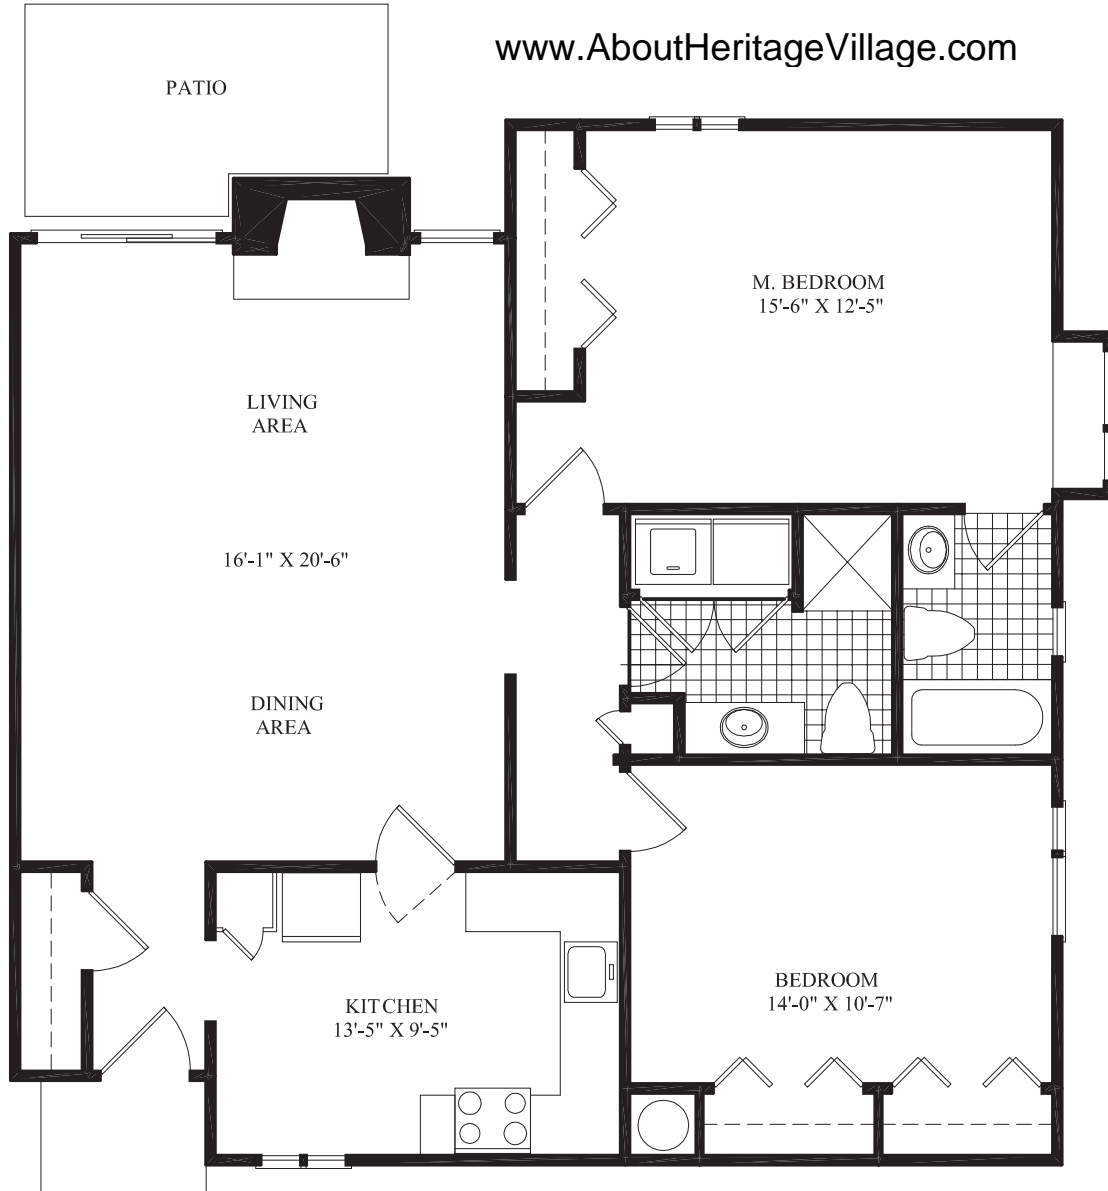 www.AboutHeritageVillage.com
PATIO
M. BEDROOM
15'-6" X 12'-5"
LIVING
AREA
16'-1" X 20'-6"
DINING
AREA
BEDROOM
14'-0" X 10'-7"
KITCHEN
13'-5" X 9'-5"